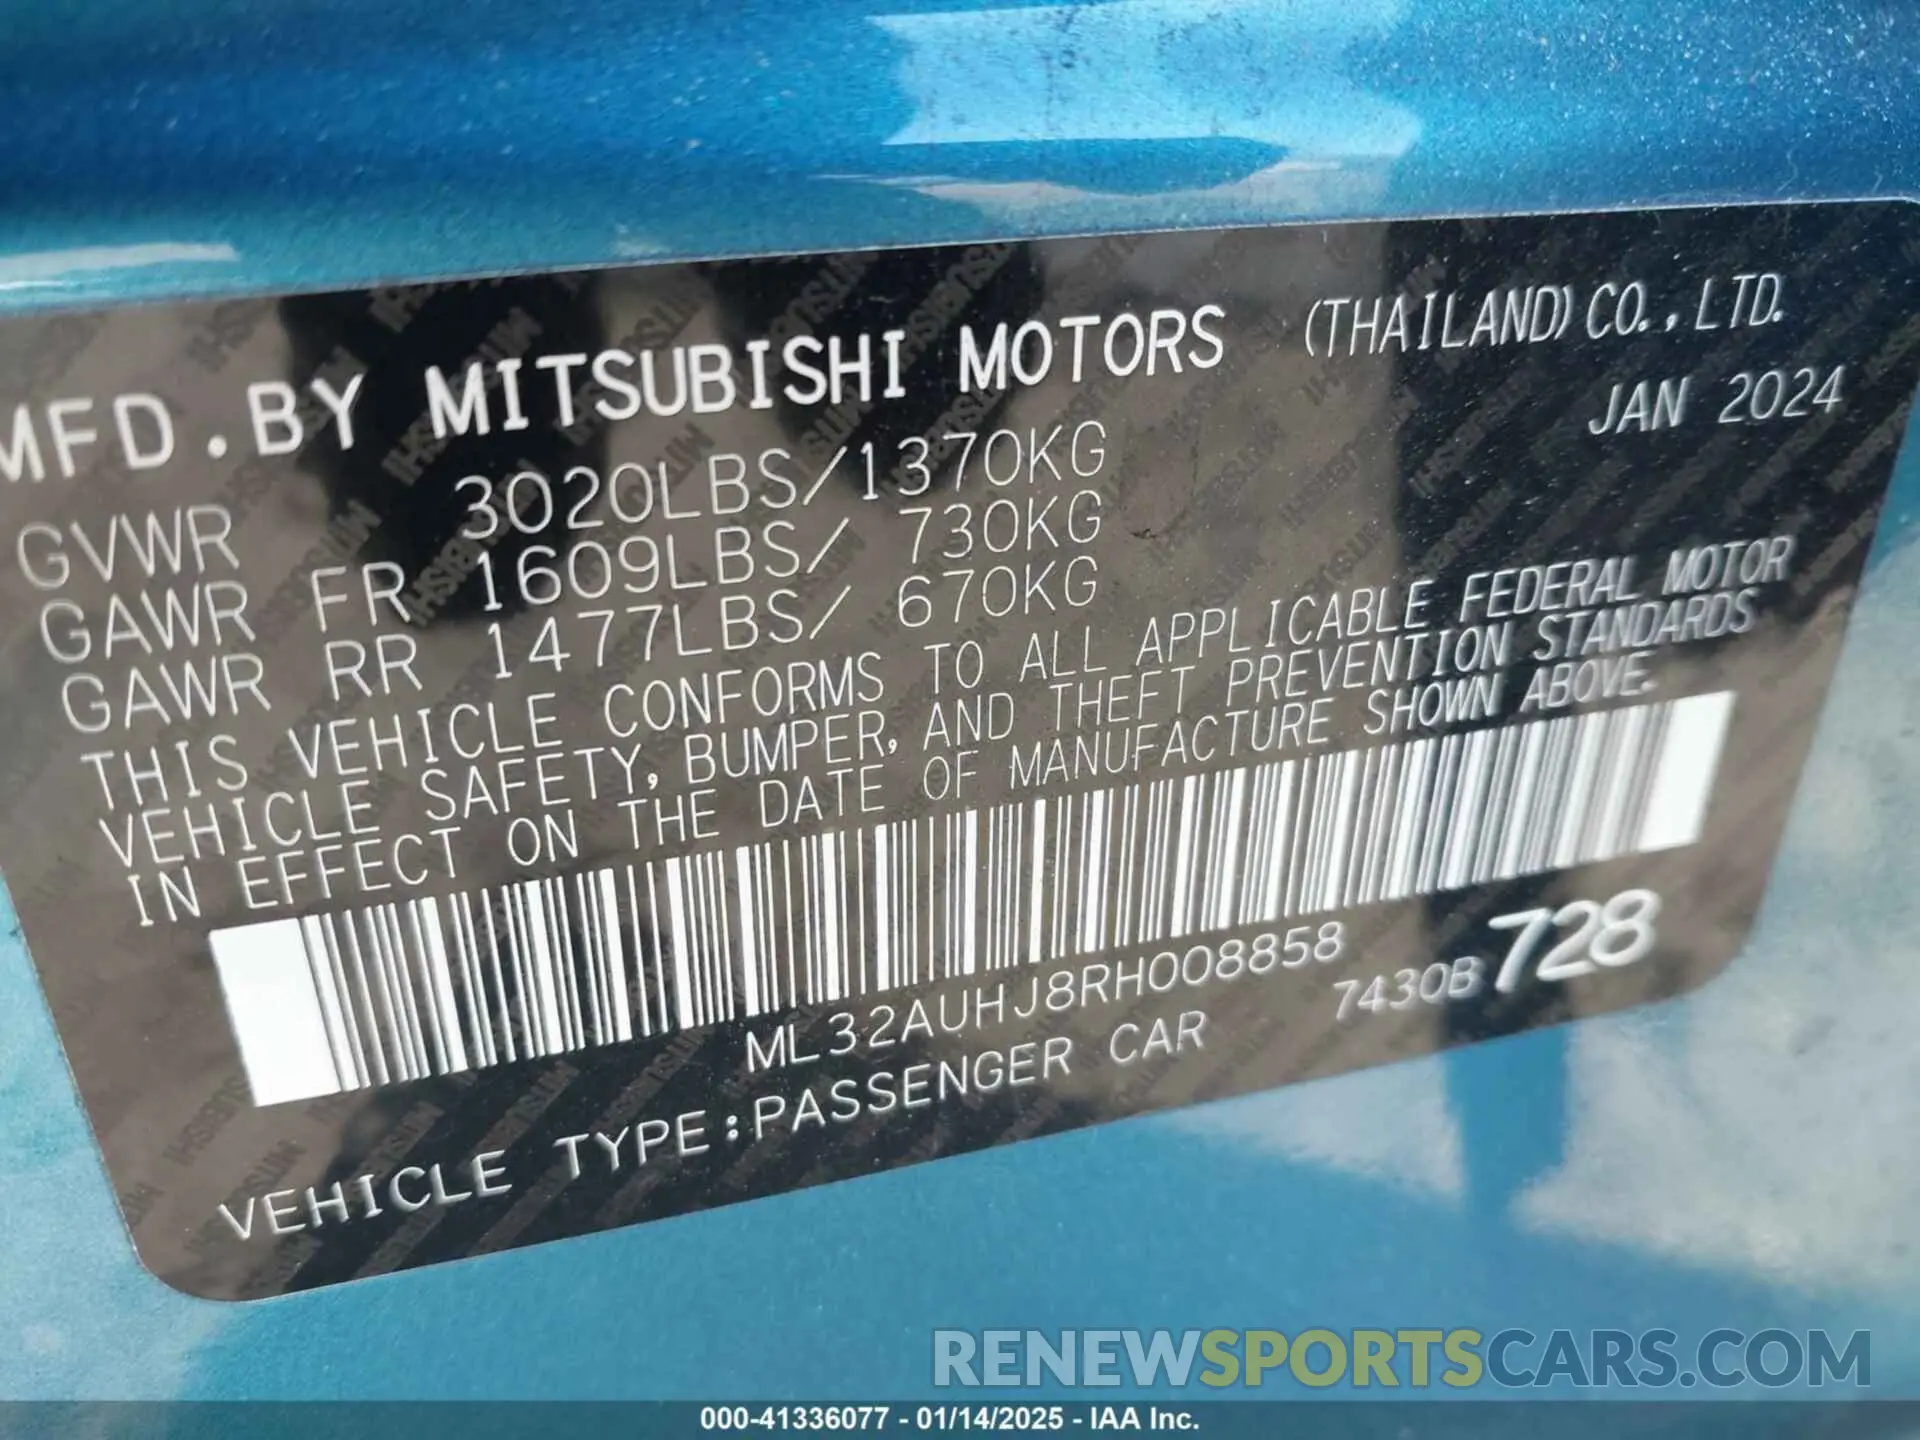 MFD.BY MITSUBISHI MOTORS (THAILAND) CO.,LTD.
JAN 2024
GVWR 3020LBS/1370KG
GAWR FR 1609LBS/ 730KG
GAWR RR 1477LBS/ 670KG
THIS VEHICLE CONFORMS TO ALL APPLICABLE FEDERAL MOTOR
VEHICLE SAFETY, BUMPER, AND THEFT PREVENTION STANDARDS
IN EFFECT ON THE DATE OF MANUFACTURE SHOWN ABOVE.
ML32AUHJ8RH008858
7430B 728
VEHICLE TYPE:PASSENGER CAR
RENEWSPORTSCARS.COM
000-41336077 - 01/14/2025 - IAA Inc.